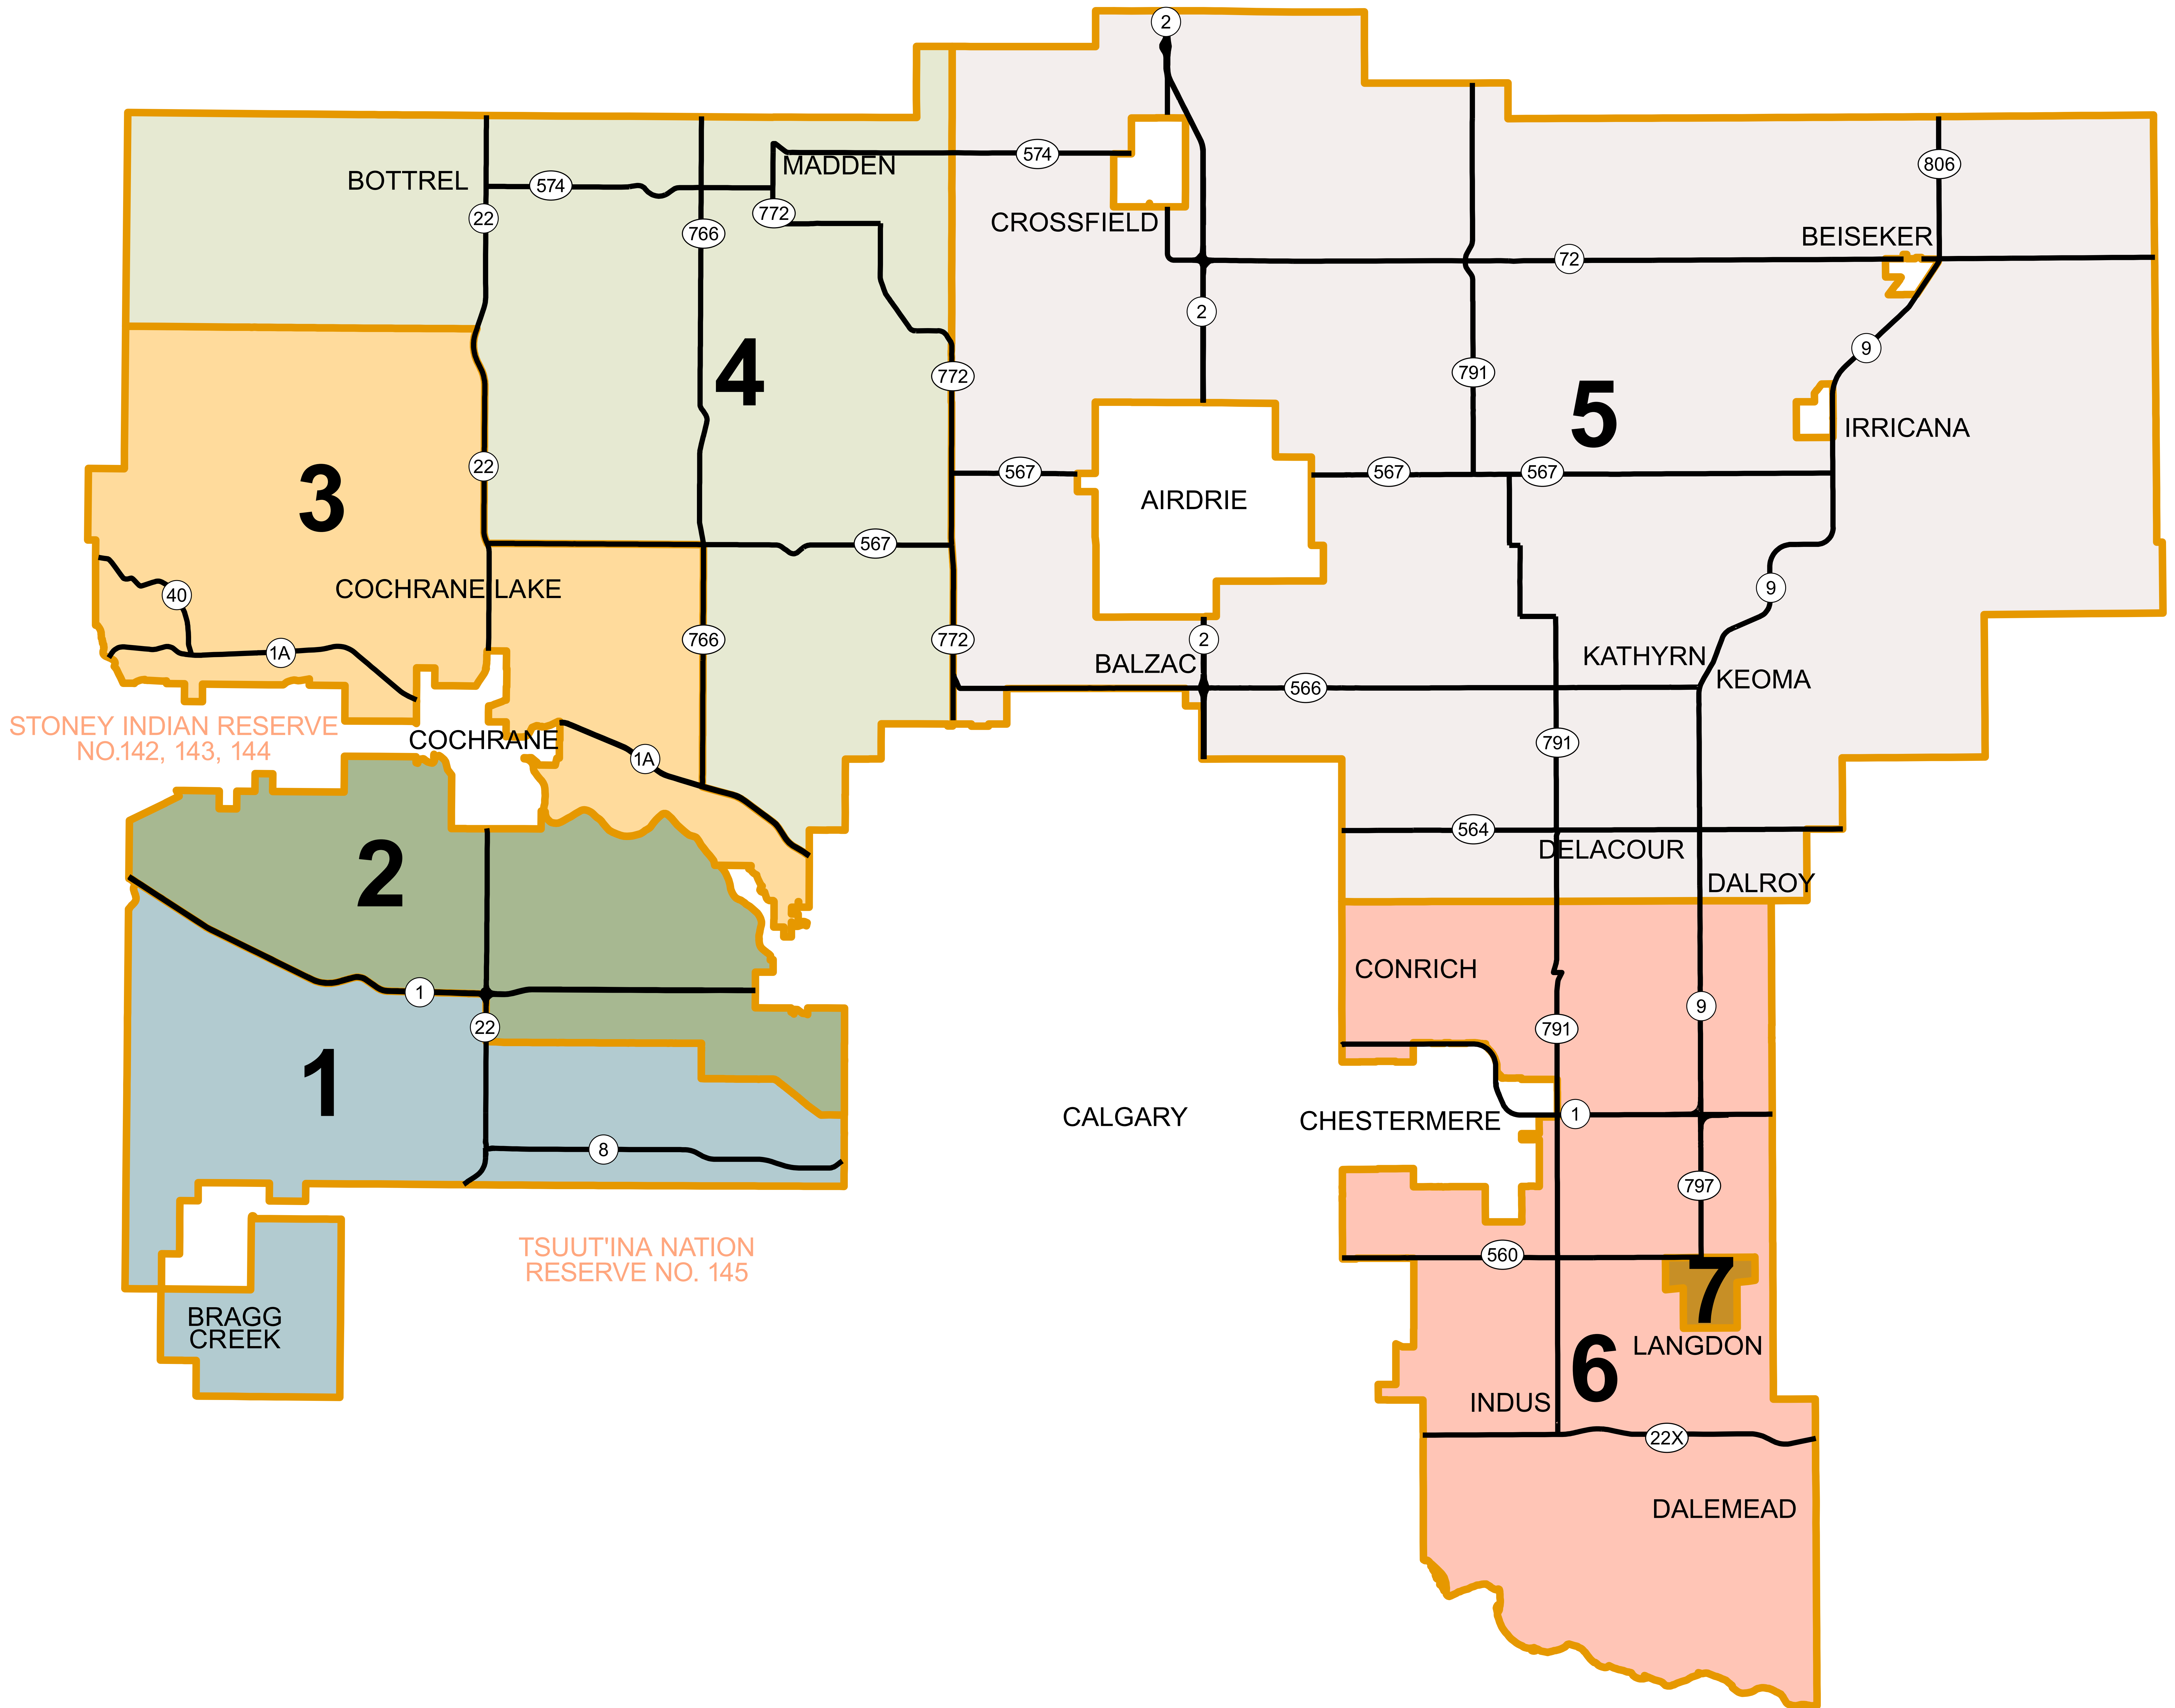 2
574
MADDEN
574
806
BOTTREL
22
772
766
CROSSFIELD
BEISEKER
72
2
9
4
772
791
5
IRRICANA
3
22
567
567
567
AIRDRIE
567
COCHRANE LAKE
40
9
1A
766
772
2
BALZAC
KATHYRN
KEOMA
566
STONEY INDIAN RESERVE
NO.142, 143, 144
COCHRANE
1A
791
564
DELACOUR
2
DALROY
CONRICH
1
9
22
791
1
CALGARY
CHESTERMERE
1
8
797
TSUUT'INA NATION
RESERVE NO. 145
560
7
BRAGG
CREEK
LANGDON
6
INDUS
22X
DALEMEAD